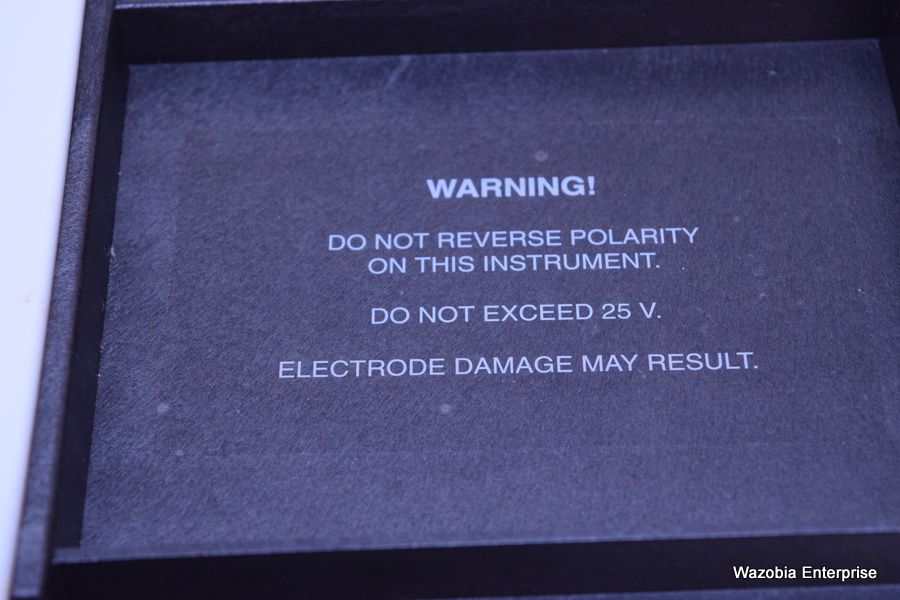 WARNING!
DO NOT REVERSE POLARITY
ON THIS INSTRUMENT.
DO NOT EXCEED 25 V.
ELECTRODE DAMAGE MAY RESULT.
Wazobia Enterprise